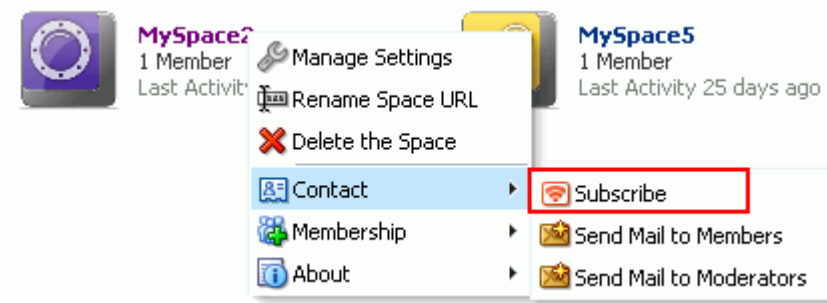 MySpace2
1 Member
Last Activit
MySpace5
1 Member
Last Activity 25 days ago
Manage Settings
Rename Space URL
Delete the Space
Contact
Membership
About
Subscribe
Send Mail to Members
Send Mail to Moderators